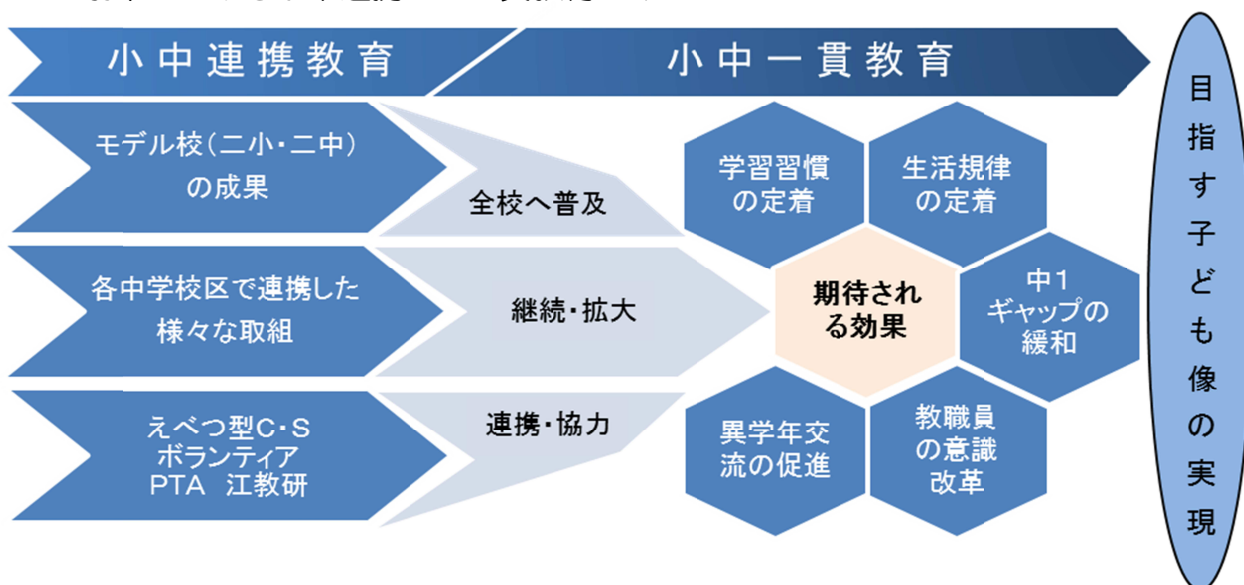 小中連携教育
小中一貫教育
モデル校(二小・二中)
の成果
全校へ普及
各中学校区で連携した
様々な取組
継続・拡大
えべつ型C・S
ボランティア
PTA 江教研
連携・協力
学習習慣
の定着
生活規律
の定着
期待され
る効果
中1
ギャップの
緩和
異学年交
流の促進
教職員
の意識
改革
目指す子ども像の実現